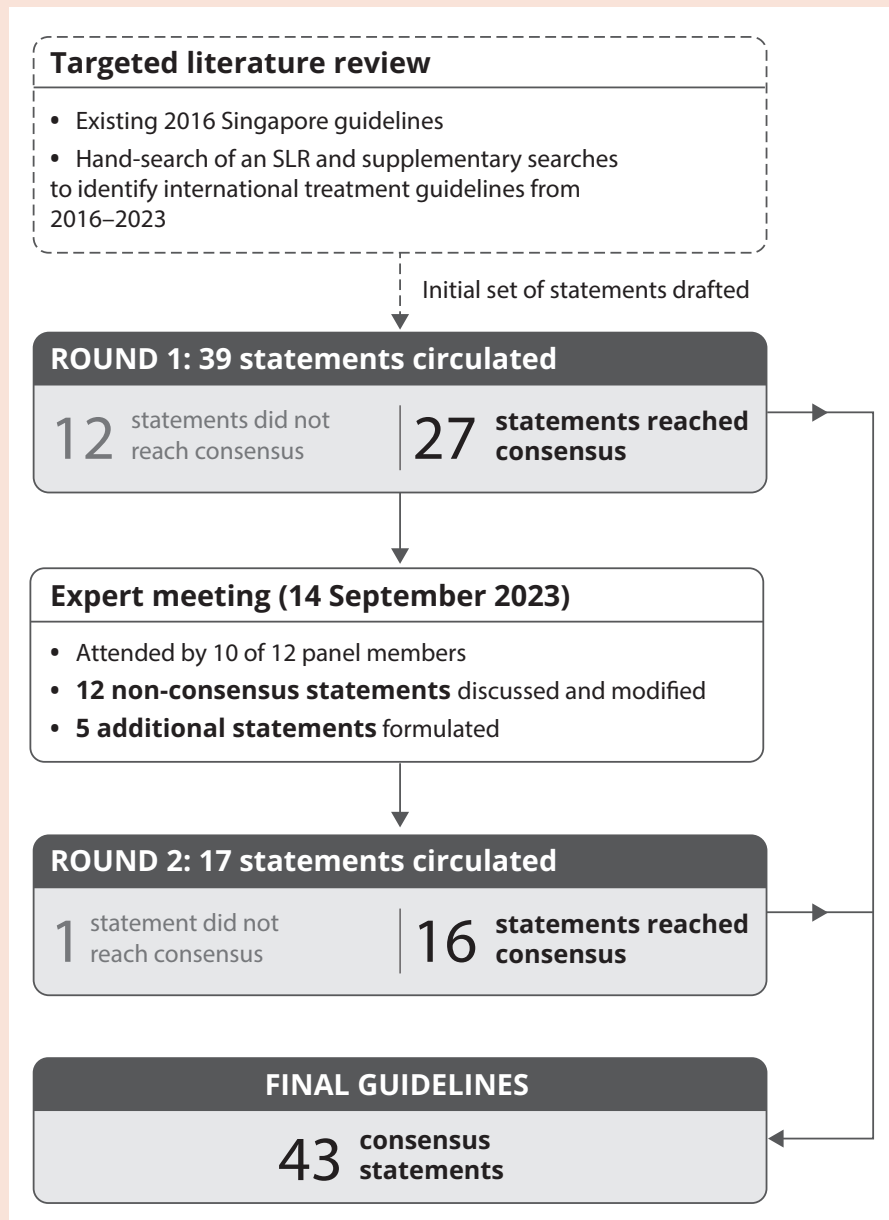 Targeted literature review
• Existing 2016 Singapore guidelines
• Hand-search of an SLR and supplementary searches
to identify international treatment guidelines from
2016–2023
Initial set of statements drafted
ROUND 1: 39 statements circulated
12 statements did not
reach consensus
27 statements reached
consensus
Expert meeting (14 September 2023)
• Attended by 10 of 12 panel members
• 12 non-consensus statements discussed and modified
• 5 additional statements formulated
ROUND 2: 17 statements circulated
1 statement did not
reach consensus
16 statements reached
consensus
FINAL GUIDELINES
43 consensus
statements